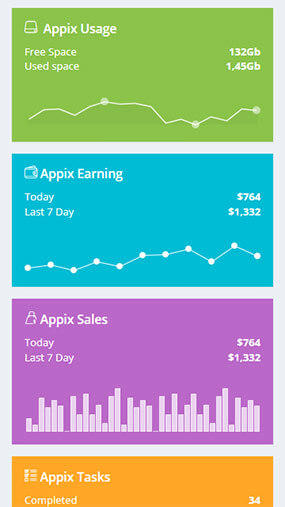 Appix Usage
Free Space 132Gb
Used space 1,45Gb
Appix Earning
Today $764
Last 7 Day $1,332
Appix Sales
Today $764
Last 7 Day $1,332
Appix Tasks
Completed 34